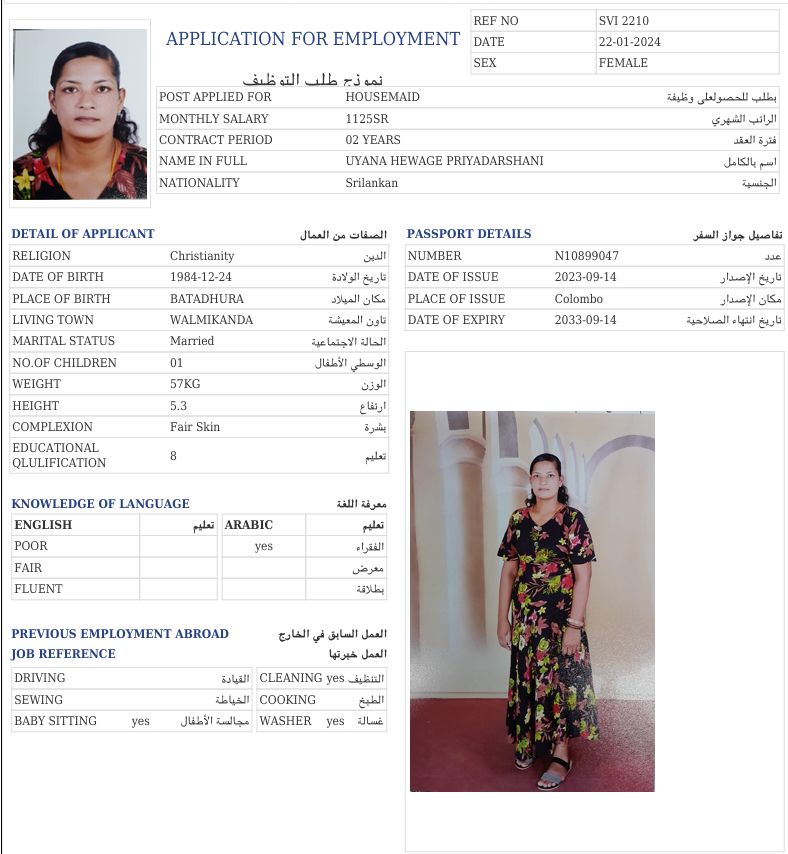 APPLICATION FOR EMPLOYMENT
نموذج طلب التوظيف
REF NO SVI 2210
DATE 22-01-2024
SEX FEMALE
POST APPLIED FOR HOUSEMAID بطلب للحصولعلى وظيفة
MONTHLY SALARY 1125SR الراتب الشهري
CONTRACT PERIOD 02 YEARS فترة العقد
NAME IN FULL UYANA HEWAGE PRIYADARSHANI اسم بالكامل
NATIONALITY Srilankan الجنسية
DETAIL OF APPLICANT الصفات من العمال
RELIGION Christianity الدين
DATE OF BIRTH 1984-12-24 تاريخ الولادة
PLACE OF BIRTH BATADHURA مكان الميلاد
LIVING TOWN WALMIKANDA تاون المعيشة
MARITAL STATUS Married الحالة الاجتماعية
NO.OF CHILDREN 01 الوسطي الأطفال
WEIGHT 57KG الوزن
HEIGHT 5.3 ارتفاع
COMPLEXION Fair Skin بشرة
EDUCATIONAL
QLULIFICATION 8 تعليم
PASSPORT DETAILS تفاصيل جواز السفر
NUMBER N10899047 عدد
DATE OF ISSUE 2023-09-14 تاريخ الإصدار
PLACE OF ISSUE Colombo مكان الإصدار
DATE OF EXPIRY 2033-09-14 تاريخ انتهاء الصلاحية
KNOWLEDGE OF LANGUAGE معرفة اللغة
ENGLISH تعليم ARABIC تعليم
POOR yes الفقراء
FAIR معرض
FLUENT بطلاقة
PREVIOUS EMPLOYMENT ABROAD العمل السابق في الخارج
JOB REFERENCE العمل خبرتها
DRIVING القيادة CLEANING yes التنظيف
SEWING الخياطة COOKING الطبخ
BABY SITTING yes مجالسة الأطفال WASHER yes غسالة